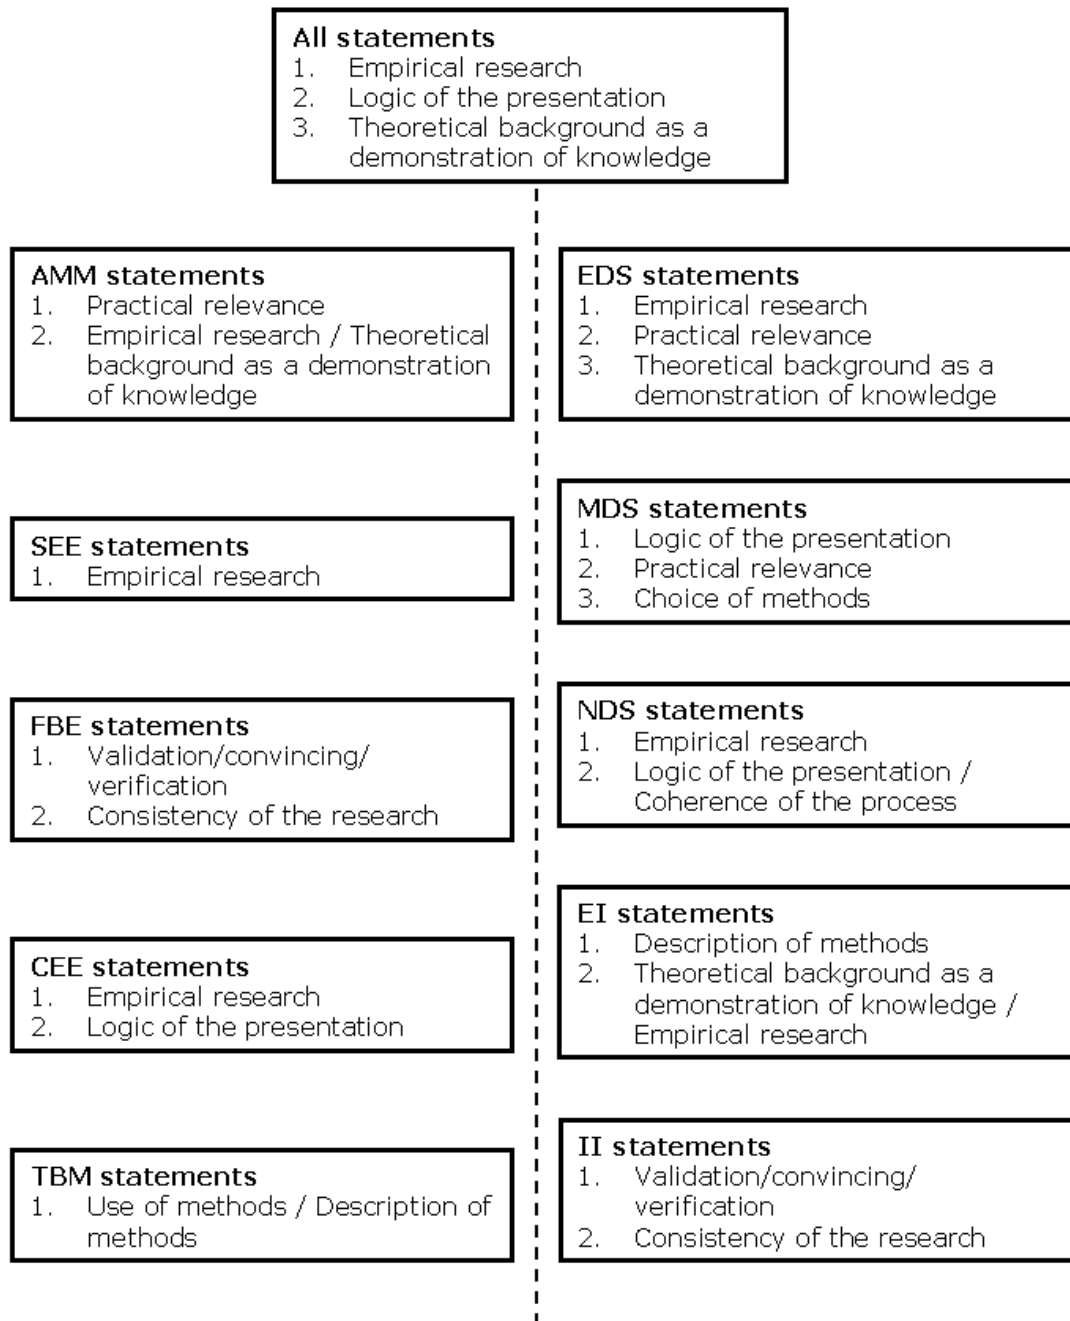 All statements
1. Empirical research
2. Logic of the presentation
3. Theoretical background as a
demonstration of knowledge
AMM statements
1. Practical relevance
2. Empirical research / Theoretical
background as a demonstration
of knowledge
SEE statements
1. Empirical research
FBE statements
1. Validation/convincing/
verification
2. Consistency of the research
CEE statements
1. Empirical research
2. Logic of the presentation
TBM statements
1. Use of methods / Description of
methods
EDS statements
1. Empirical research
2. Practical relevance
3. Theoretical background as a
demonstration of knowledge
MDS statements
1. Logic of the presentation
2. Practical relevance
3. Choice of methods
NDS statements
1. Empirical research
2. Logic of the presentation /
Coherence of the process
EI statements
1. Description of methods
2. Theoretical background as a
demonstration of knowledge /
Empirical research
II statements
1. Validation/convincing/
verification
2. Consistency of the research